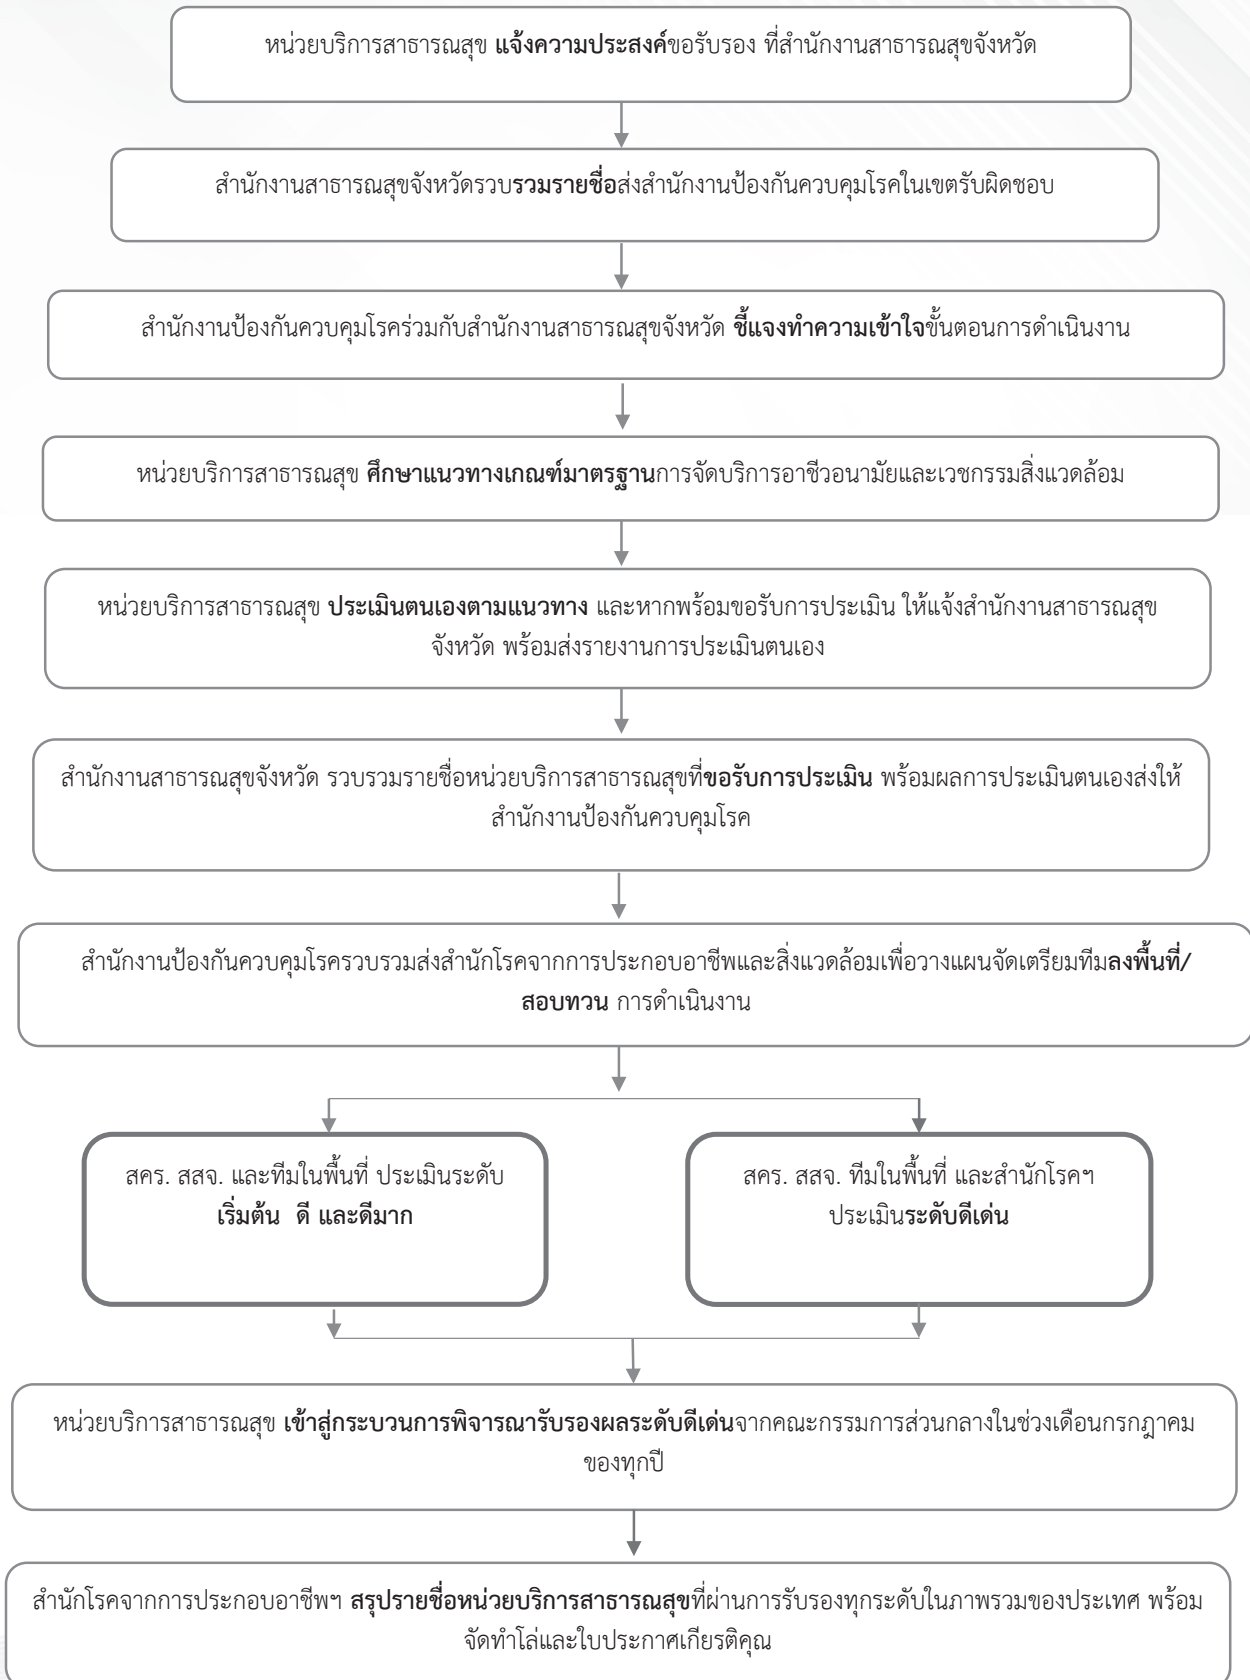 หน่วยบริการสาธารณสุข แจ้งความประสงค์ขอรับรอง ที่สำนักงานสาธารณสุขจังหวัด
สำนักงานสาธารณสุขจังหวัดรวบรวมรายชื่อส่งสำนักงานป้องกันควบคุมโรคในเขตรับผิดชอบ
สำนักงานป้องกันควบคุมโรคร่วมกับสำนักงานสาธารณสุขจังหวัด ชี้แจงทำความเข้าใจขั้นตอนการดำเนินงาน
หน่วยบริการสาธารณสุข ศึกษาแนวทางเกณฑ์มาตรฐานการจัดบริการอาชีวอนามัยและเวชกรรมสิ่งแวดล้อม
หน่วยบริการสาธารณสุข ประเมินตนเองตามแนวทาง และหากพร้อมขอรับการประเมิน ให้แจ้งสำนักงานสาธารณสุข
จังหวัด พร้อมส่งรายงานการประเมินตนเอง
สำนักงานสาธารณสุขจังหวัด รวบรวมรายชื่อหน่วยบริการสาธารณสุขที่ขอรับการประเมิน พร้อมผลการประเมินตนเองส่งให้
สำนักงานป้องกันควบคุมโรค
สำนักงานป้องกันควบคุมโรครวบรวมส่งสำนักโรคจากการประกอบอาชีพและสิ่งแวดล้อมเพื่อวางแผนจัดเตรียมทีมลงพื้นที่/
สอบทวน การดำเนินงาน
สคร. สสจ. และทีมในพื้นที่ ประเมินระดับ
เริ่มต้น ดี และดีมาก
สคร. สสจ. ทีมในพื้นที่ และสำนักโรคฯ
ประเมินระดับดีเด่น
หน่วยบริการสาธารณสุข เข้าสู่กระบวนการพิจารณารับรองผลระดับดีเด่นจากคณะกรรมการส่วนกลางในช่วงเดือนกรกฎาคม
ของทุกปี
สำนักโรคจากการประกอบอาชีพฯ สรุปรายชื่อหน่วยบริการสาธารณสุขที่ผ่านการรับรองทุกระดับในภาพรวมของประเทศ พร้อม
จัดทำโล่และใบประกาศเกียรติคุณ